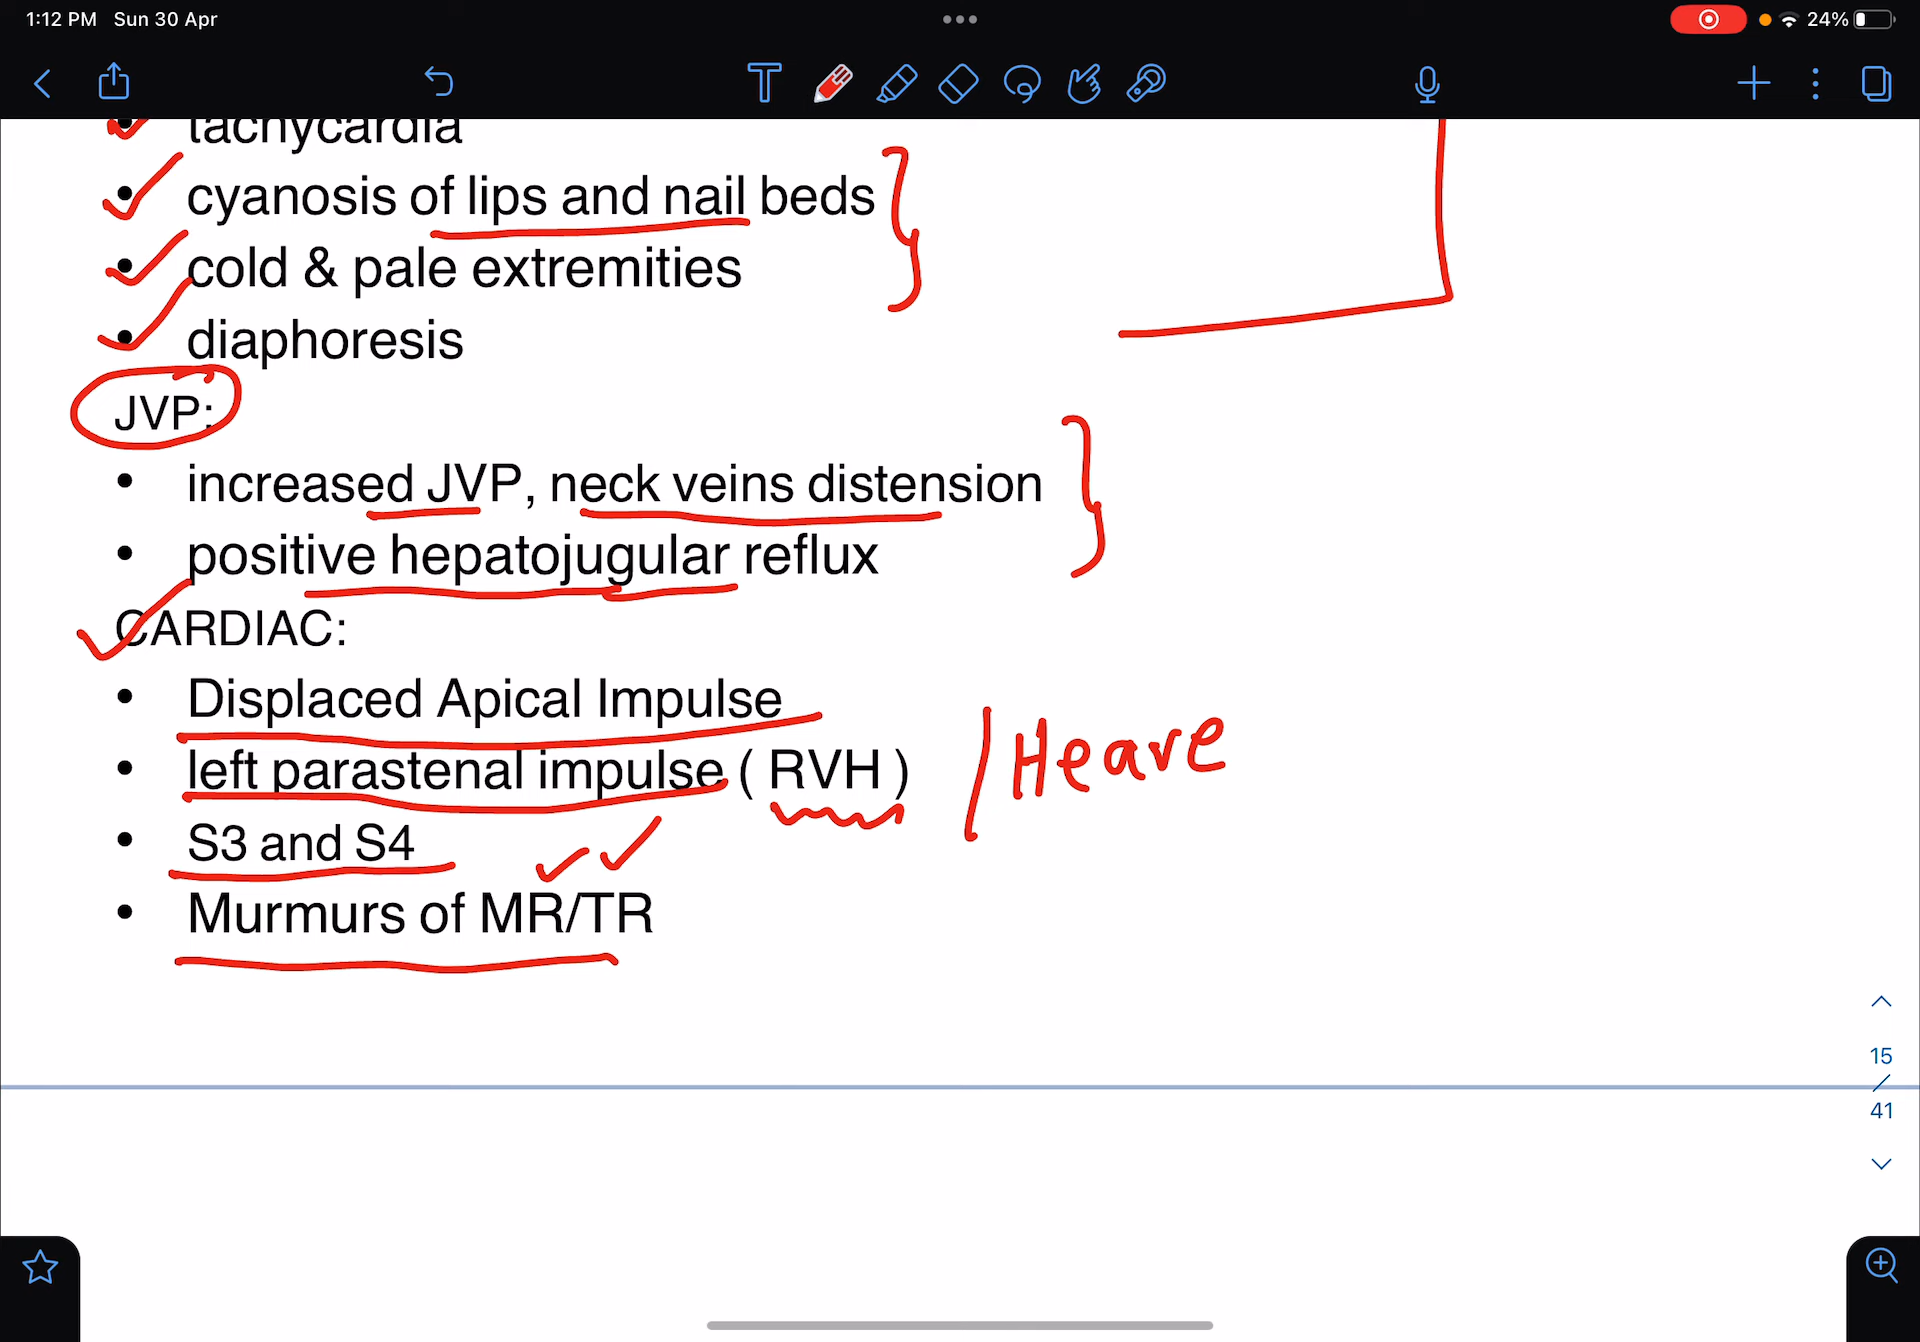 1:12 PM Sun 30 Apr 24%
• tachycardia
• cyanosis of lips and nail beds
• cold & pale extremities
• diaphoresis
JVP:
• increased JVP, neck veins distension
• positive hepatojugular reflux
CARDIAC:
• Displaced Apical Impulse
• left parastenal impulse ( RVH ) / Heave
• S3 and S4
• Murmurs of MR/TR
15
/
41